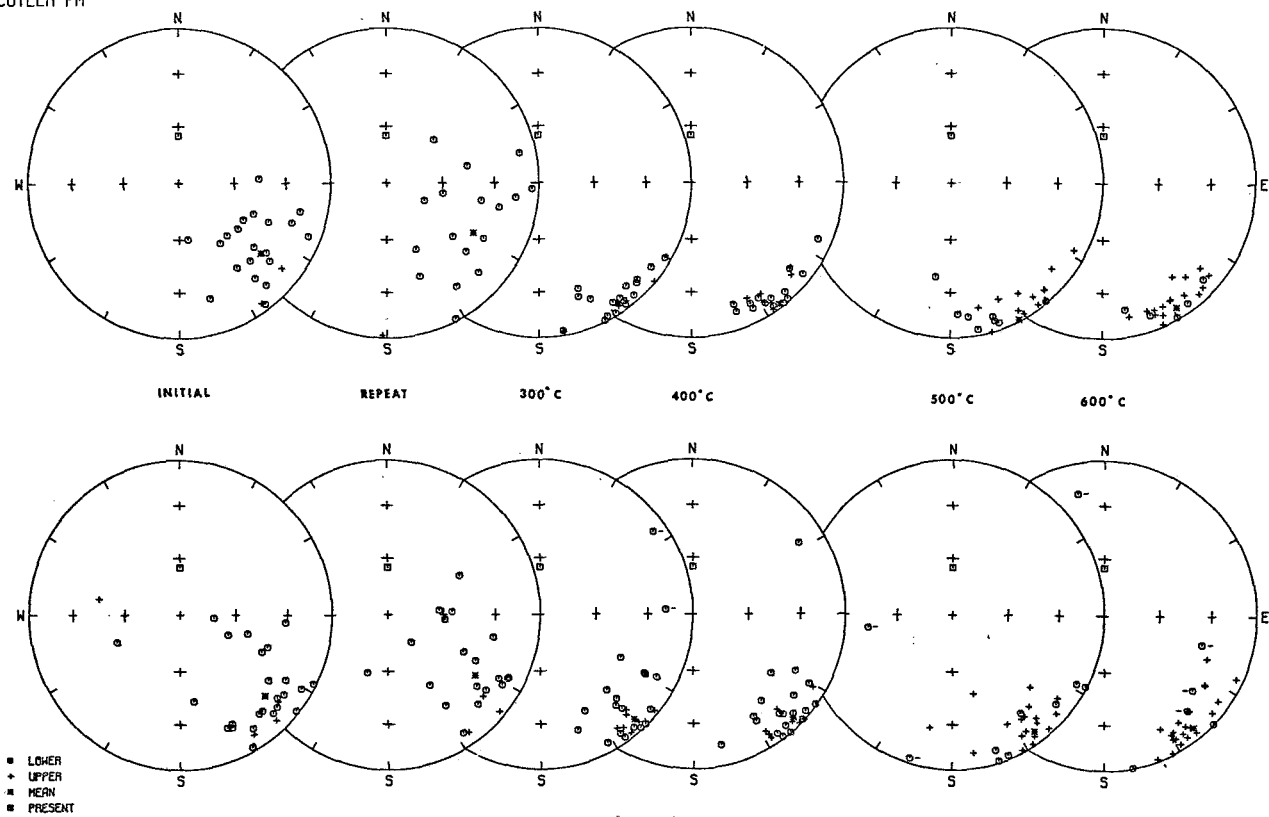 CUTLER FM
N N N N N N
W E
S S S S S S
INITIAL REPEAT 300°C 400°C 500°C 600°C
N N N N N N
W E
S S S S S S
LOWER
UPPER
MEAN
PRESENT